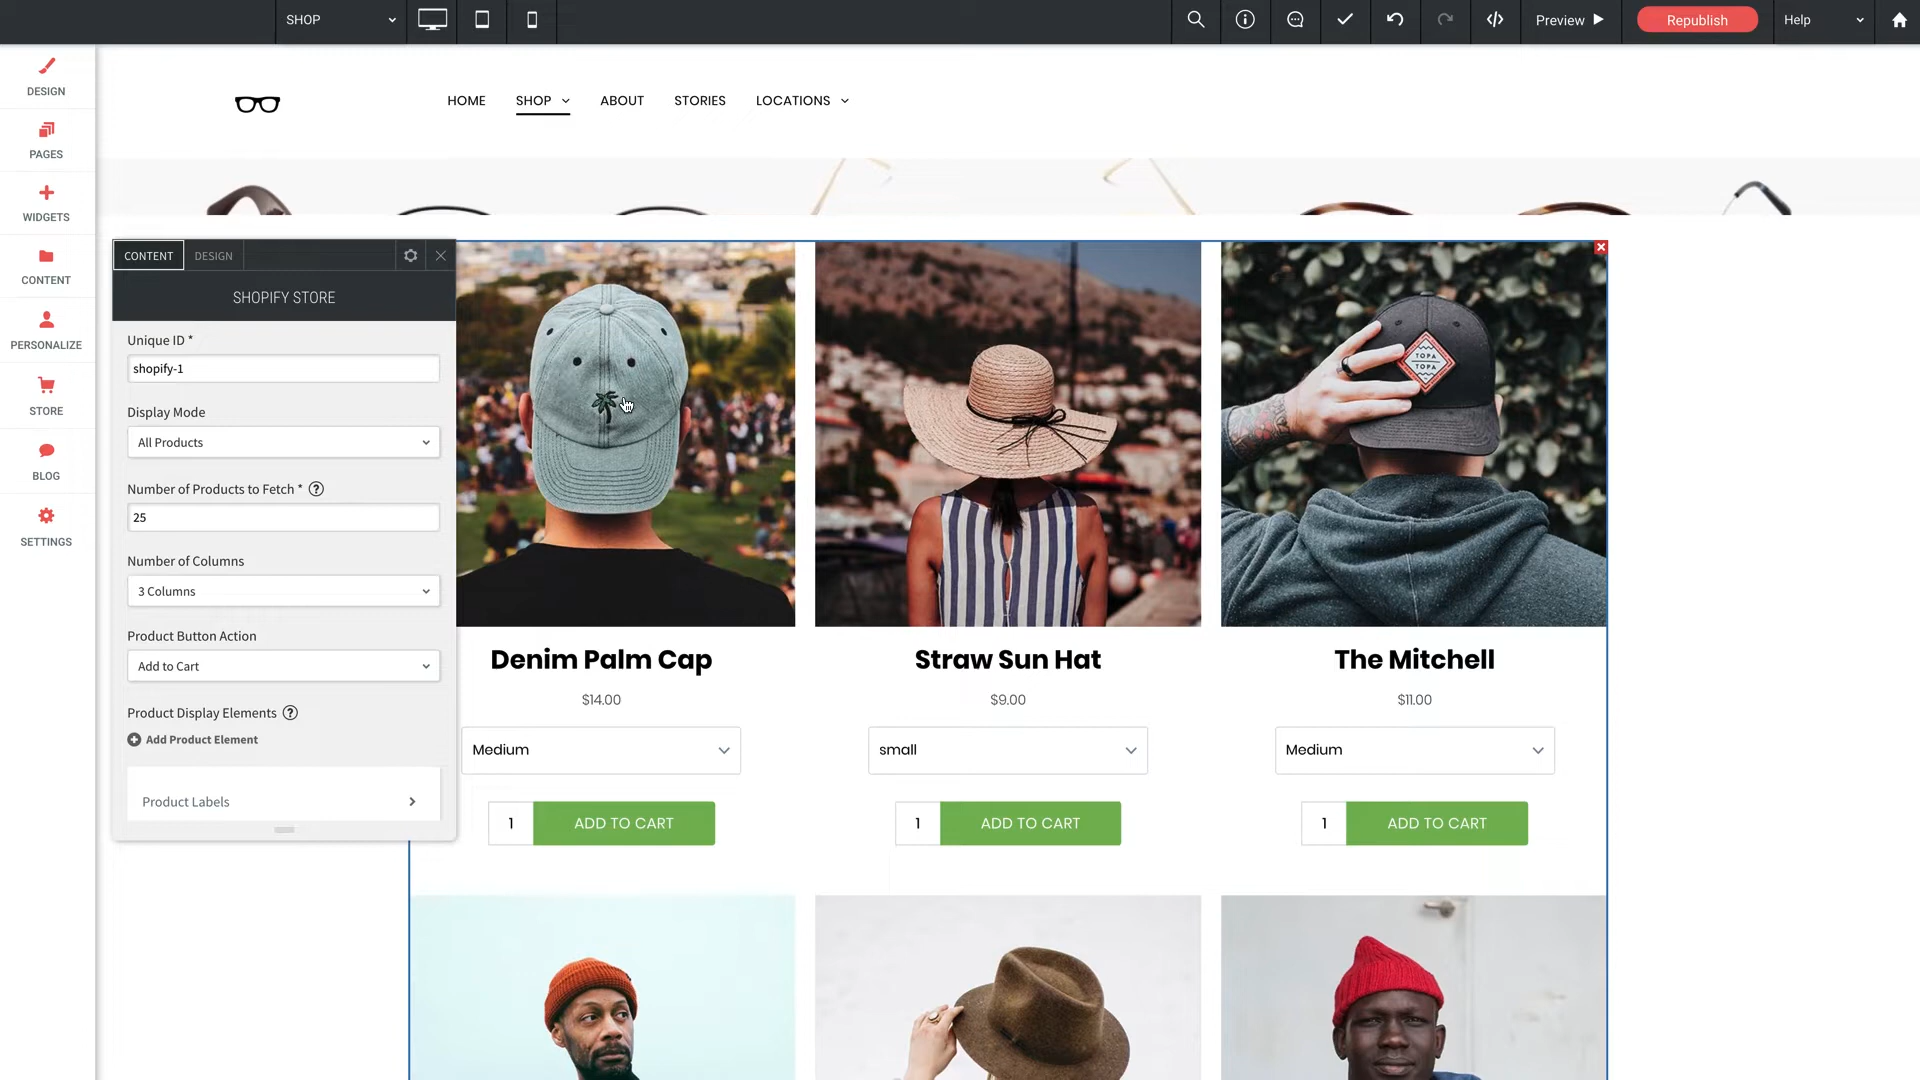 SHOP
Preview
Republish
Help
DESIGN
PAGES
WIDGETS
CONTENT
PERSONALIZE
STORE
BLOG
SETTINGS
HOME SHOP ABOUT STORIES LOCATIONS
CONTENT DESIGN
SHOPIFY STORE
Unique ID *
shopify-1
Display Mode
All Products
Number of Products to Fetch * ?
25
Number of Columns
3 Columns
Product Button Action
Add to Cart
Product Display Elements ?
Add Product Element
Product Labels
TOPA
TOPA
Denim Palm Cap
$14.00
Medium
1 ADD TO CART
Straw Sun Hat
$9.00
small
1 ADD TO CART
The Mitchell
$11.00
Medium
1 ADD TO CART